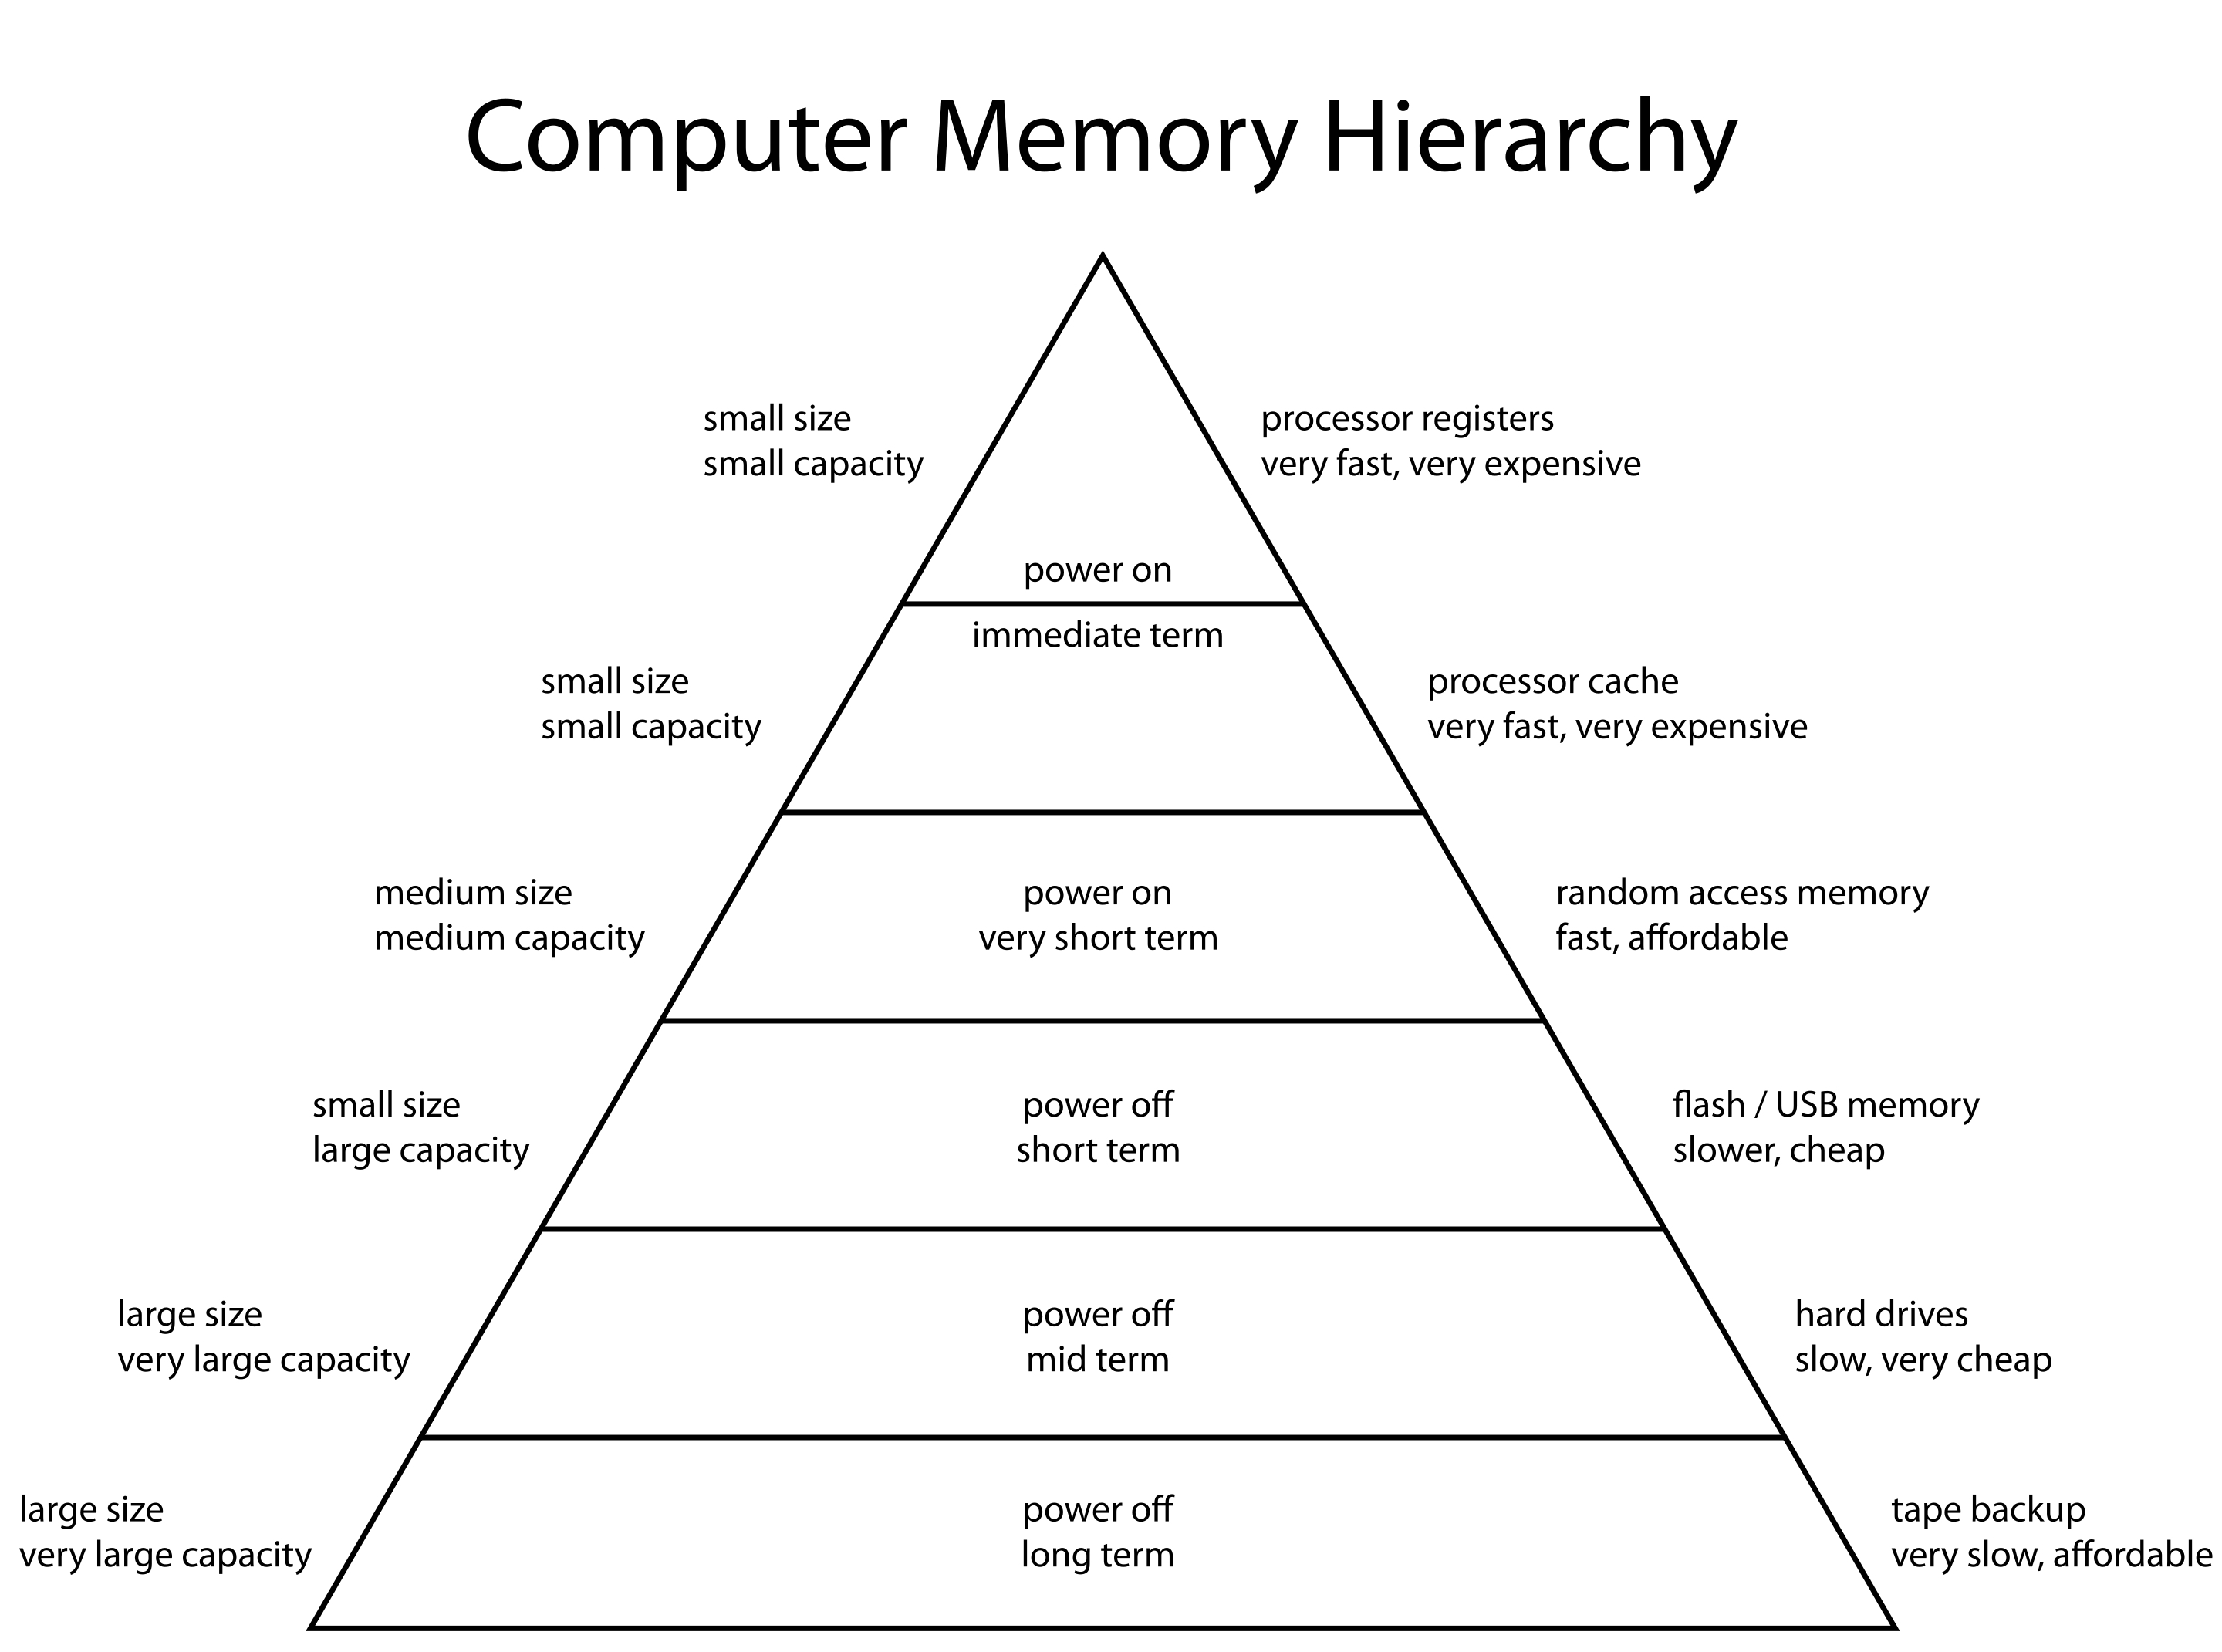 Computer Memory Hierarchy
small size
small capacity
processor registers
very fast, very expensive
power on
immediate term
small size
small capacity
processor cache
very fast, very expensive
medium size
medium capacity
power on
very short term
random access memory
fast, affordable
small size
large capacity
power off
short term
flash / USB memory
slower, cheap
large size
very large capacity
power off
mid term
hard drives
slow, very cheap
large size
very large capacity
power off
long term
tape backup
very slow, affordable